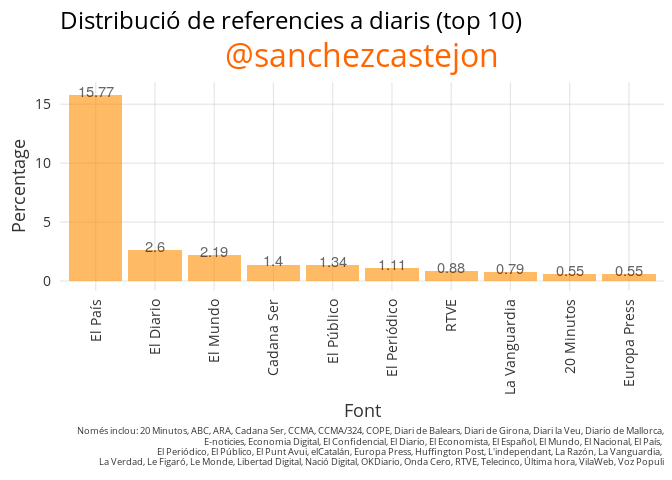 Distribució de referencies a diaris (top 10)
@sanchezcastejon
Percentage
15
10
5
0
15.77
2.6
2.19
1.4
1.34
1.11
0.88
0.79
0.55
0.55
El País
El Diario
El Mundo
Cadana Ser
El Público
El Periódico
RTVE
La Vanguardia
20 Minutos
Europa Press
Font
Només inclou: 20 Minutos, ABC, ARA, Cadana Ser, CCMA, CCMA/324, COPE, Diari de Balears, Diari de Girona, Diari la Veu, Diario de Mallorca,
E-noticies, Economia Digital, El Confidencial, El Diario, El Economista, El Español, El Mundo, El Nacional, El País,
El Periódico, El Público, El Punt Avui, elCatalán, Europa Press, Huffington Post, L'independant, La Razón, La Vanguardia,
La Verdad, Le Figaró, Le Monde, Libertad Digital, Nació Digital, OKDiario, Onda Cero, RTVE, Telecinco, Última hora, VilaWeb, Voz Populi